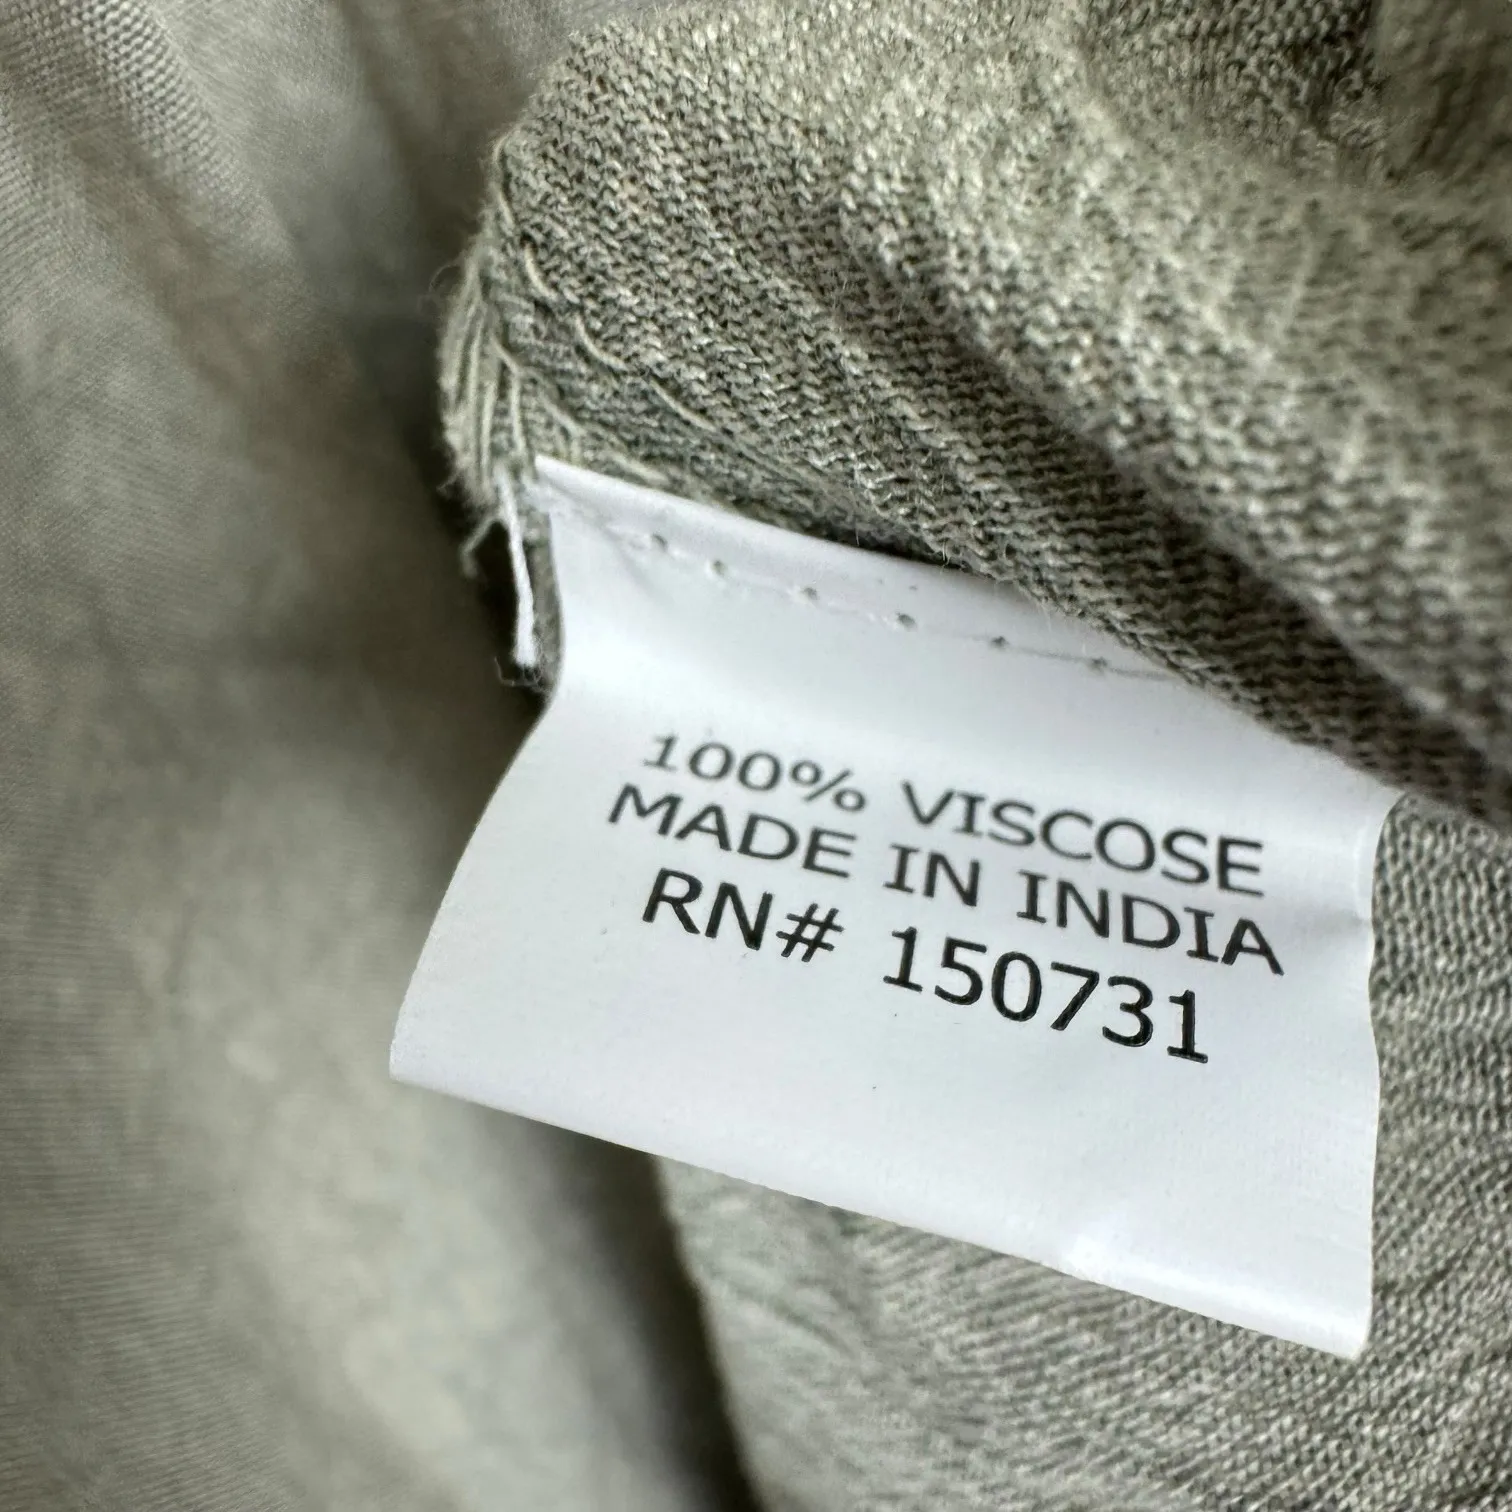 100% VISCOSE
MADE IN INDIA
RN# 150731